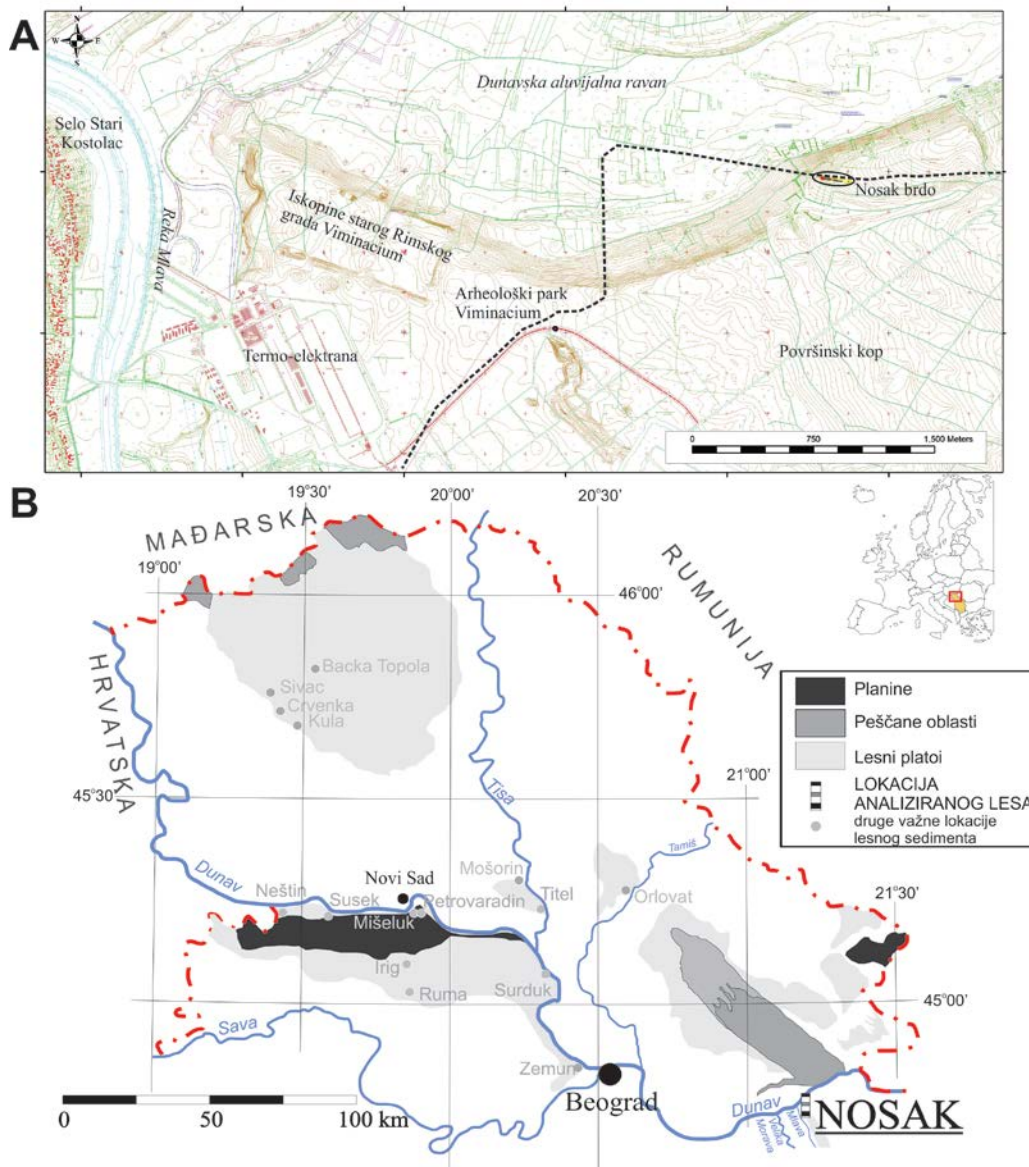 A
N
W
E
S
Dunavska aluvijalna ravan
Selo Stari
Kostolac
Reka Mlava
Iskopine starog Rimskog
grada Viminacium
Nosak brdo
Arheološki park
Viminacium
Termo-elektrana
Površinski kop
0
750
1,500 Meters
B
19°30'
20°00'
20°30'
MAĐARSKA
19°00'
46°00'
RUMUNIJA
HRVATSKA
Backa Topola
Sivac
Crvenka
Kula
Tisa
Planine
Peščane oblasti
Lesni platoi
LOKACIJA
ANALIZIRANOG LESA
druge važne lokacije
lesnog sedimenta
21°00'
45°30'
Tamiš
Dunav
Novi Sad
Mošorin
Neštin
Susek
Petrovaradin
Titel
Orlovat
21°30'
Mišeluk
Irig
Ruma
Surduk
45°00'
Sava
Zemun
Beograd
0
25
50
100 km
Dunav
Mlava
Velika
Morava
NOSAK